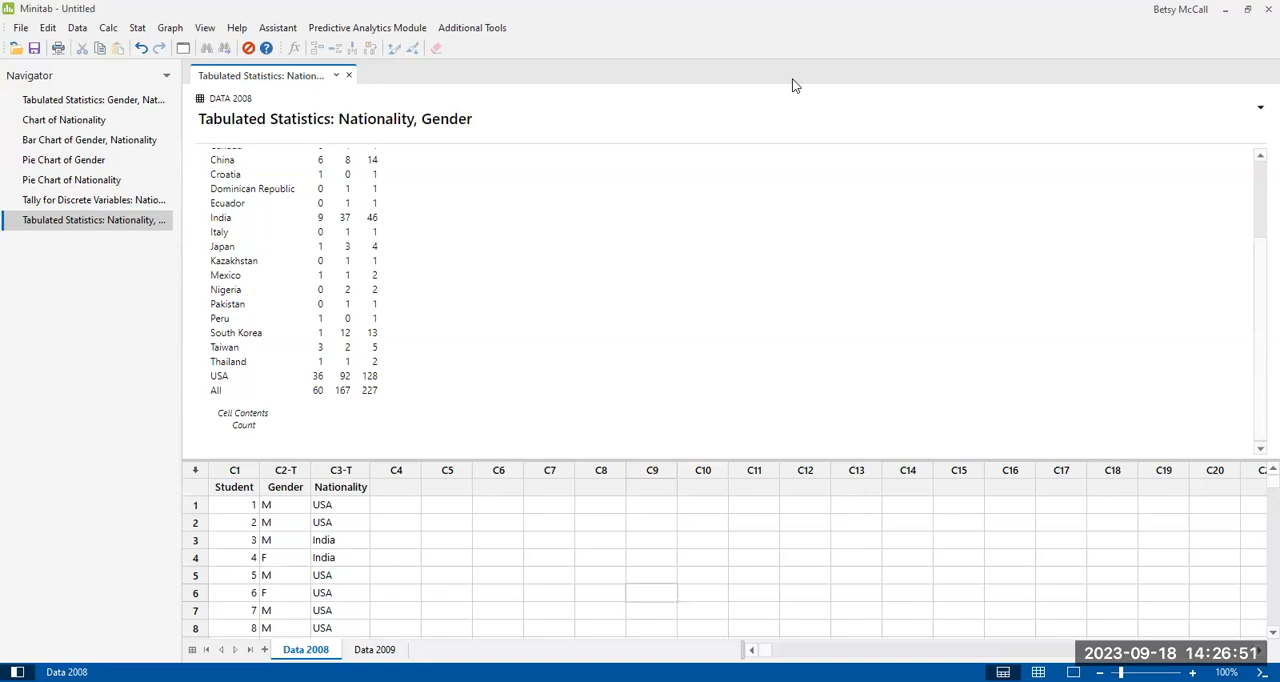 Minitab - Untitled
Betsy McCall
File Edit Data Calc Stat Graph View Help Assistant Predictive Analytics Module Additional Tools
Navigator
Tabulated Statistics: Gender, Nat...
Chart of Nationality
Bar Chart of Gender, Nationality
Pie Chart of Gender
Pie Chart of Nationality
Tally for Discrete Variables: Natio...
Tabulated Statistics: Nationality, ...
Tabulated Statistics: Nation...
DATA 2008
Tabulated Statistics: Nationality, Gender
China 6 8 14
Croatia 1 0 1
Dominican Republic 0 1 1
Ecuador 0 1 1
India 9 37 46
Italy 0 1 1
Japan 1 3 4
Kazakhstan 0 1 1
Mexico 1 1 2
Nigeria 0 2 2
Pakistan 0 1 1
Peru 1 0 1
South Korea 1 12 13
Taiwan 3 2 5
Thailand 1 1 2
USA 36 92 128
All 60 167 227
Cell Contents
Count
C1 C2-T C3-T C4 C5 C6 C7 C8 C9 C10 C11 C12 C13 C14 C15 C16 C17 C18 C19 C20
Student Gender Nationality
1 1 M USA
2 2 M USA
3 3 M India
4 4 F India
5 5 M USA
6 6 F USA
7 7 M USA
8 8 M USA
Data 2008 Data 2009
2023-09-18 14:26:51
Data 2008
100%